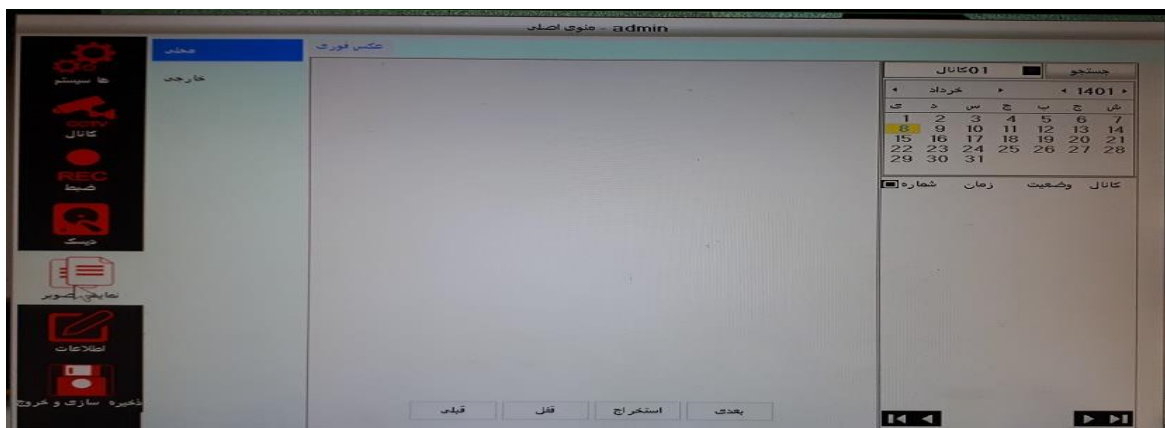 admin - منوی اصلی
ها سیستم
CCTV
کانال
REC
ضبط
دیسک
نمایش تصویر
اطلاعات
ذخیره سازی و خروج
محلی
خارجی
عکس فوری
قبلی
قفل
استخراج
بعدی
کانال01
جستجو
خرداد
1401
ی د س چ ب ج ش
1 2 3 4 5 6 7
8 9 10 11 12 13 14
15 16 17 18 19 20 21
22 23 24 25 26 27 28
29 30 31
شماره زمان وضعیت کانال